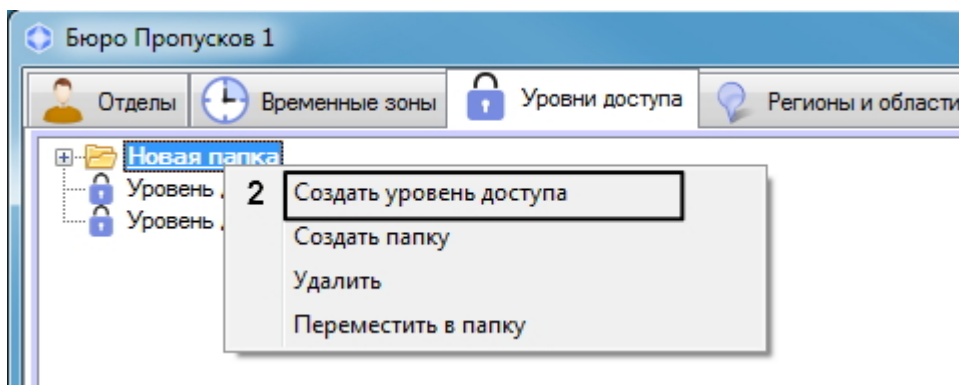 Бюро Пропусков 1
Отделы Временные зоны Уровни доступа Регионы и области
Новая папка
Уровень
Уровень
2 Создать уровень доступа
Создать папку
Удалить
Переместить в папку